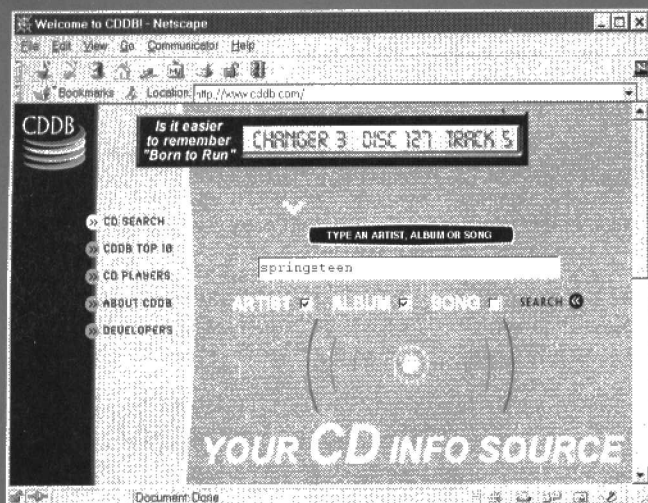 Welcome to CDDB! - Netscape
File Edit View Go Communicator Help
Bookmarks Location: http://www.cddb.com/
CDDB
Is it easier
to remember
"Born to Run"
CHANGER 3 DISC 127 TRACK 5
CD SEARCH
CDDB TOP 10
CD PLAYERS
ABOUT CDDB
DEVELOPERS
TYPE AN ARTIST, ALBUM OR SONG
springsteen
ARTIST ALBUM SONG SEARCH
YOUR CD INFO SOURCE
Document: Done